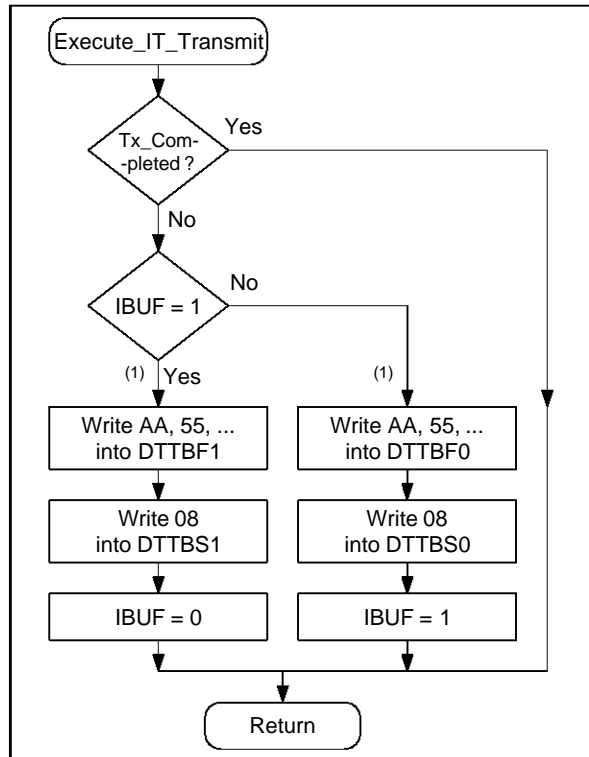 Execute_IT_Transmit
Tx_Com-
-pleted ?
Yes
No
IBUF = 1
No
(1)
Yes
(1)
Write AA, 55, ...
into DTTBF1
Write AA, 55, ...
into DTTBF0
Write 08
into DTTBS1
Write 08
into DTTBS0
IBUF = 0
IBUF = 1
Return